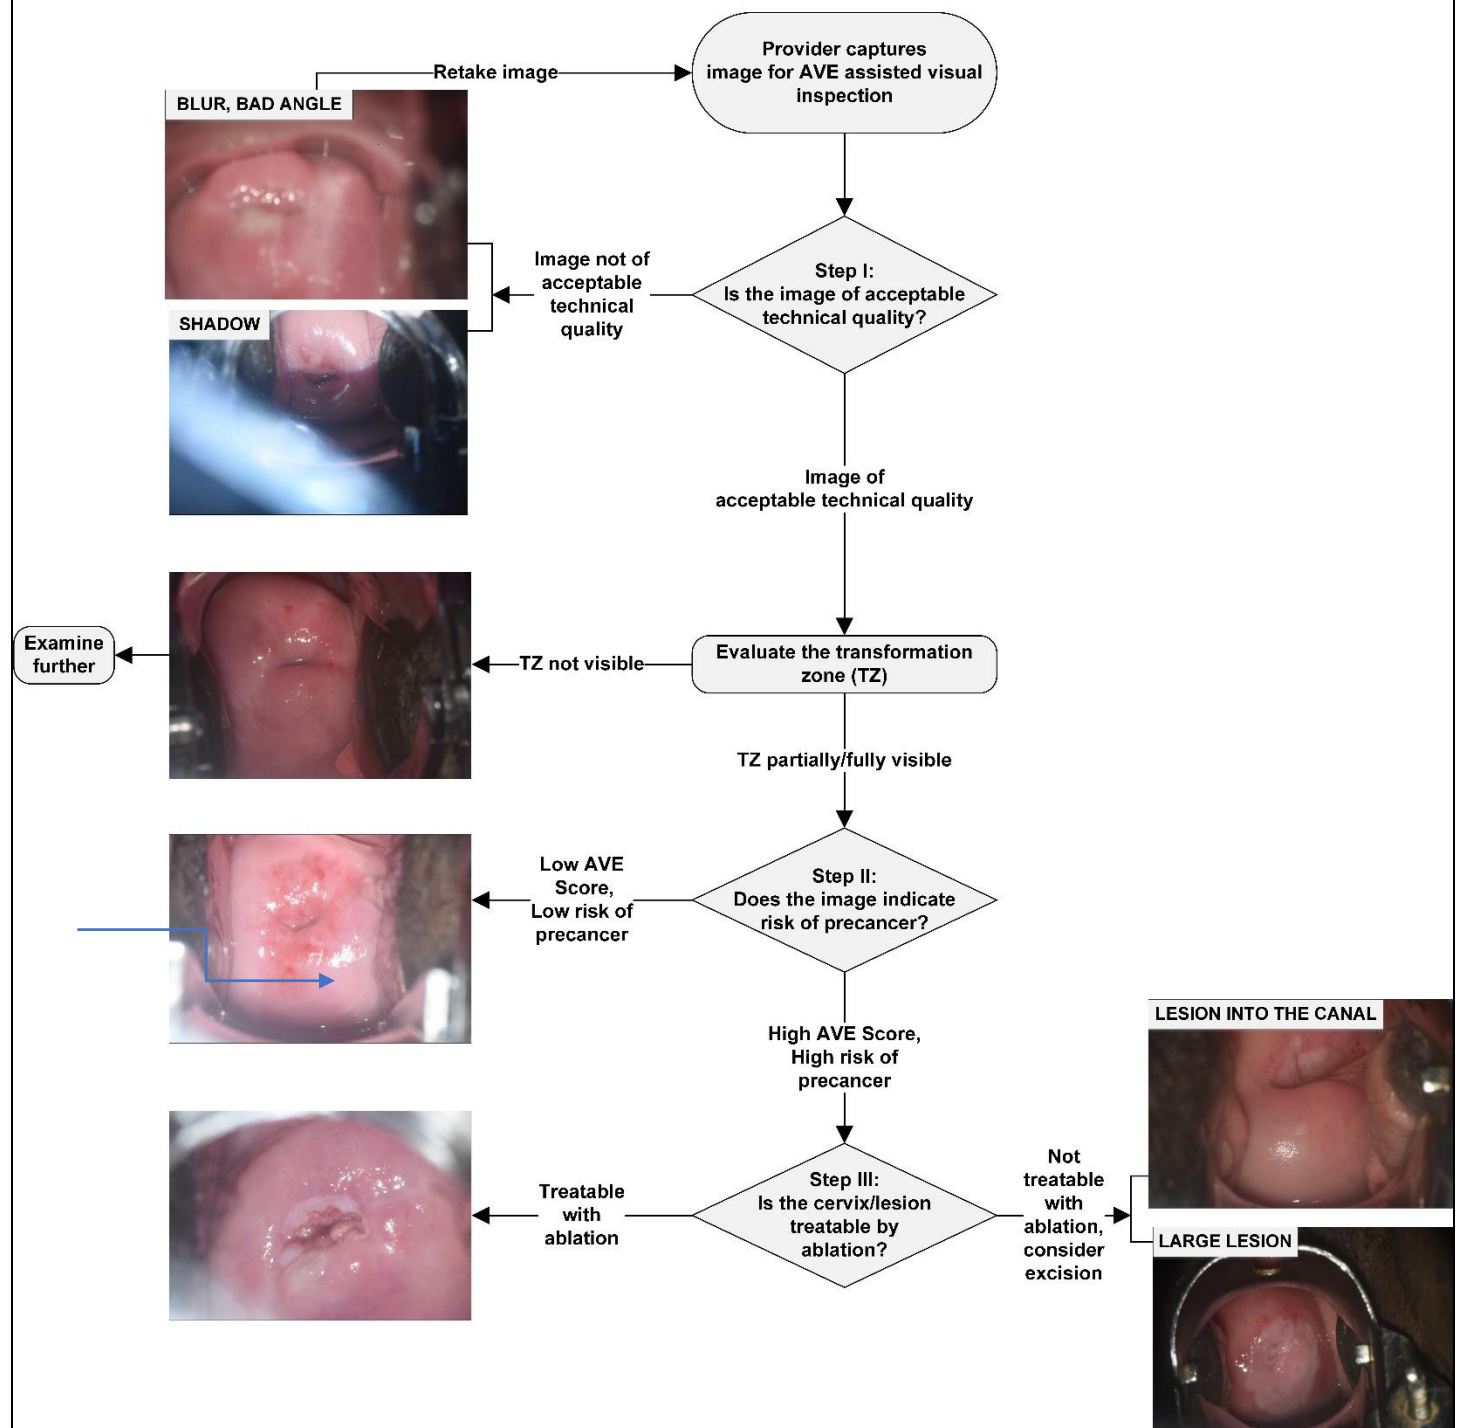 Provider captures
image for AVE assisted visual
inspection
Retake image
BLUR, BAD ANGLE
Step I:
Is the image of acceptable
technical quality?
Image not of
acceptable
technical
quality
SHADOW
Image of
acceptable technical quality
Evaluate the transformation
zone (TZ)
TZ not visible
Examine
further
TZ partially/fully visible
Step II:
Does the image indicate
risk of precancer?
Low AVE
Score,
Low risk of
precancer
High AVE Score,
High risk of
precancer
Step III:
Is the cervix/lesion
treatable by
ablation?
Treatable
with
ablation
Not
treatable
with
ablation,
consider
excision
LESION INTO THE CANAL
LARGE LESION